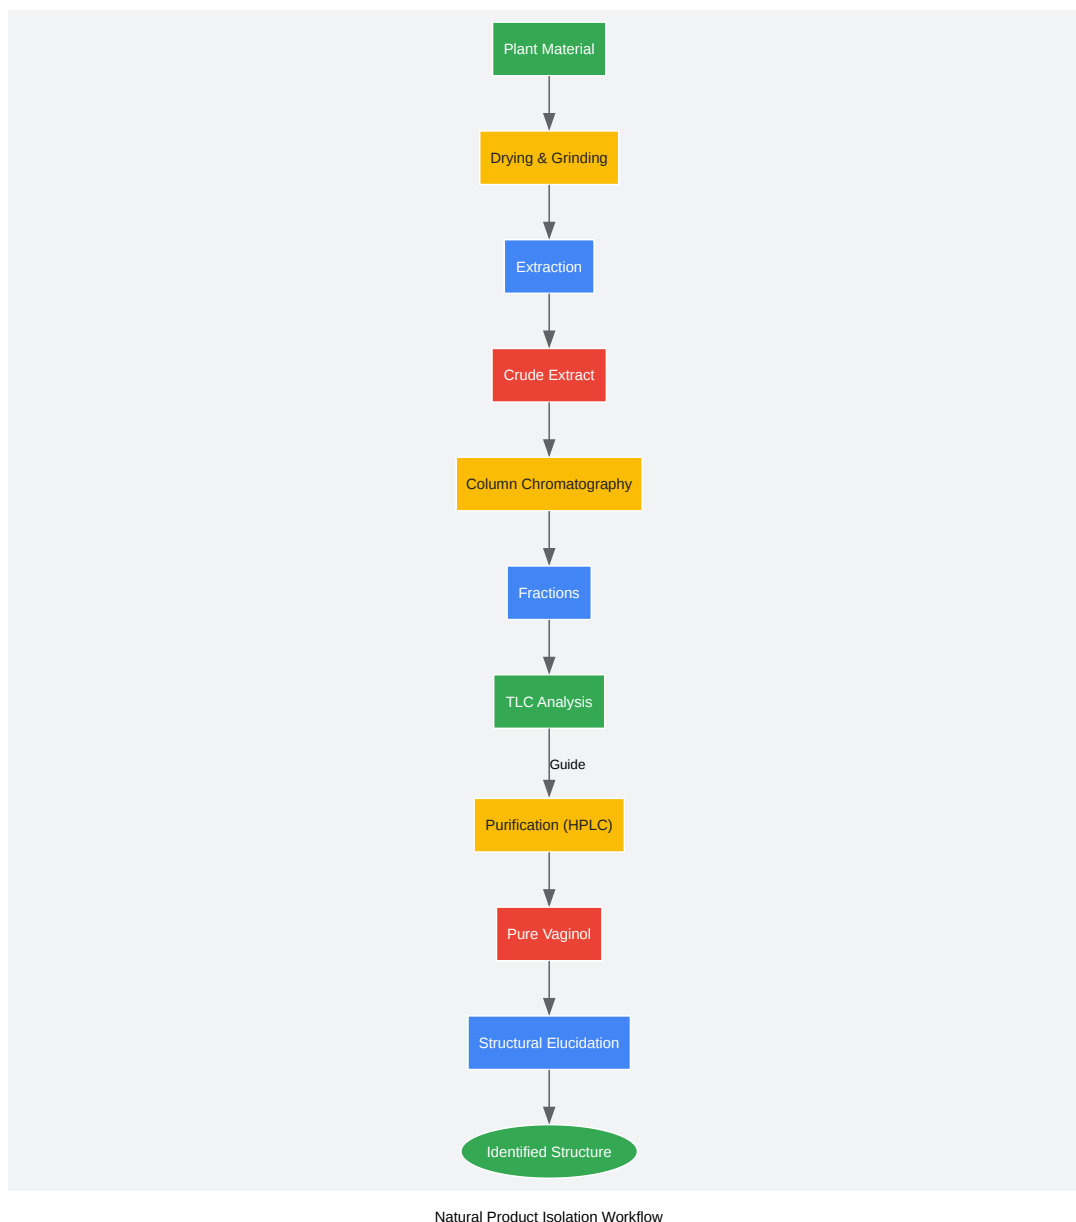 Plant Material
Drying & Grinding
Extraction
Crude Extract
Column Chromatography
Fractions
TLC Analysis
Guide
Purification (HPLC)
Pure Vaginol
Structural Elucidation
Identified Structure
Natural Product Isolation Workflow